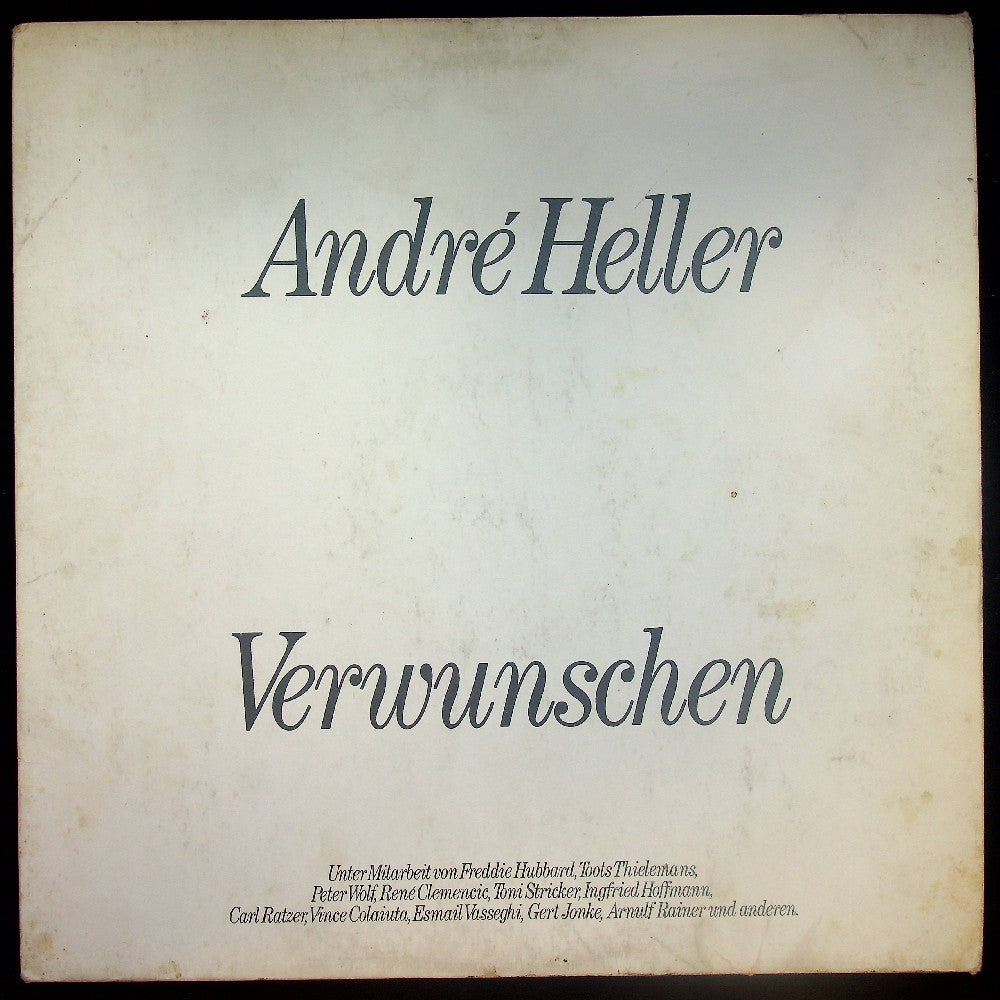 André Heller
Verwunschen
Unter Mitarbeit von Freddie Hubbard, Toots Thielemans,
Peter Wolf, René Clemencic, Toni Stricker, Ingfried Hoffmann,
Carl Ratzer, Vince Colaiuta, Esmail Vasseghi, Gert Jonke, Arnulf Rainer und anderen.